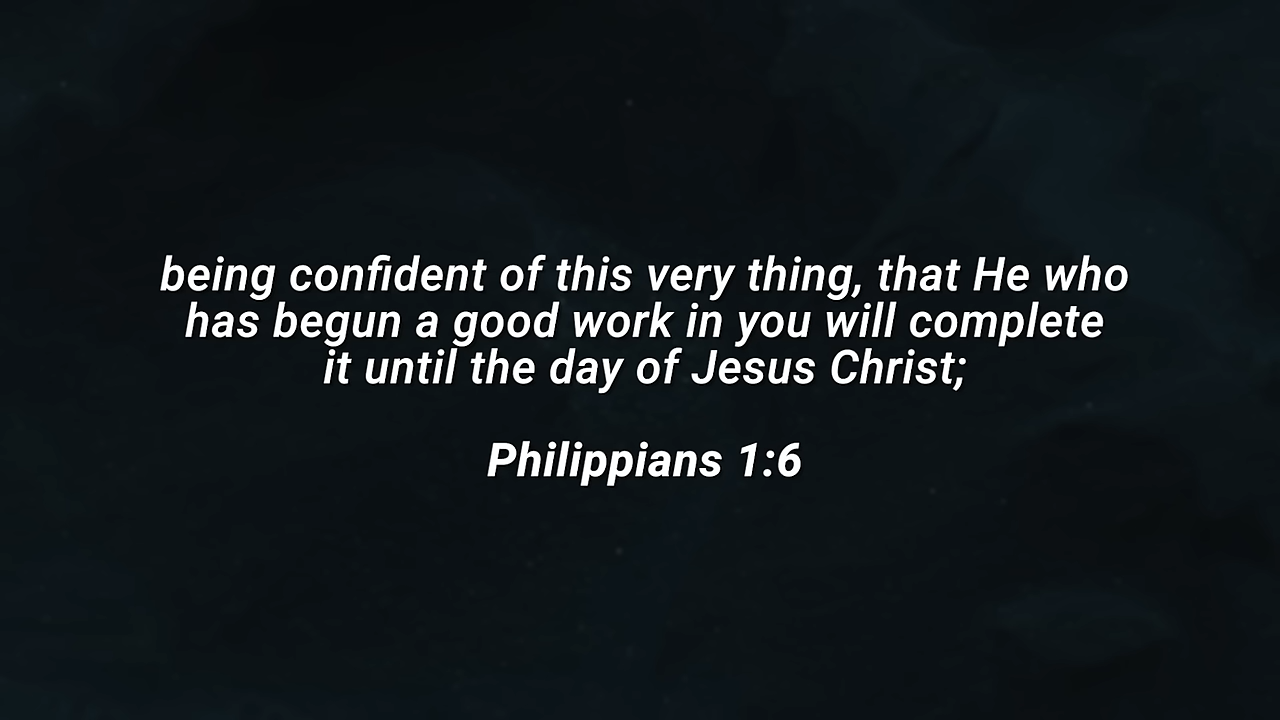 being confident of this very thing, that He who
has begun a good work in you will complete
it until the day of Jesus Christ;
Philippians 1:6